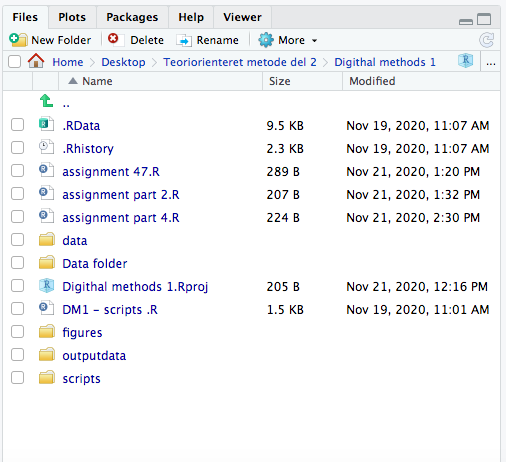 Files Plots Packages Help Viewer
New Folder Delete Rename More
Home Desktop Teoriorienteret metode del 2 Digithal methods 1 R ...
Name Size Modified
..
.RData 9.5 KB Nov 19, 2020, 11:07 AM
.Rhistory 2.3 KB Nov 19, 2020, 11:07 AM
assignment 47.R 289 B Nov 21, 2020, 1:20 PM
assignment part 2.R 207 B Nov 21, 2020, 1:32 PM
assignment part 4.R 224 B Nov 21, 2020, 2:30 PM
data
Data folder
Digithal methods 1.Rproj 205 B Nov 21, 2020, 12:16 PM
DM1 - scripts .R 1.5 KB Nov 19, 2020, 11:01 AM
figures
outputdata
scripts